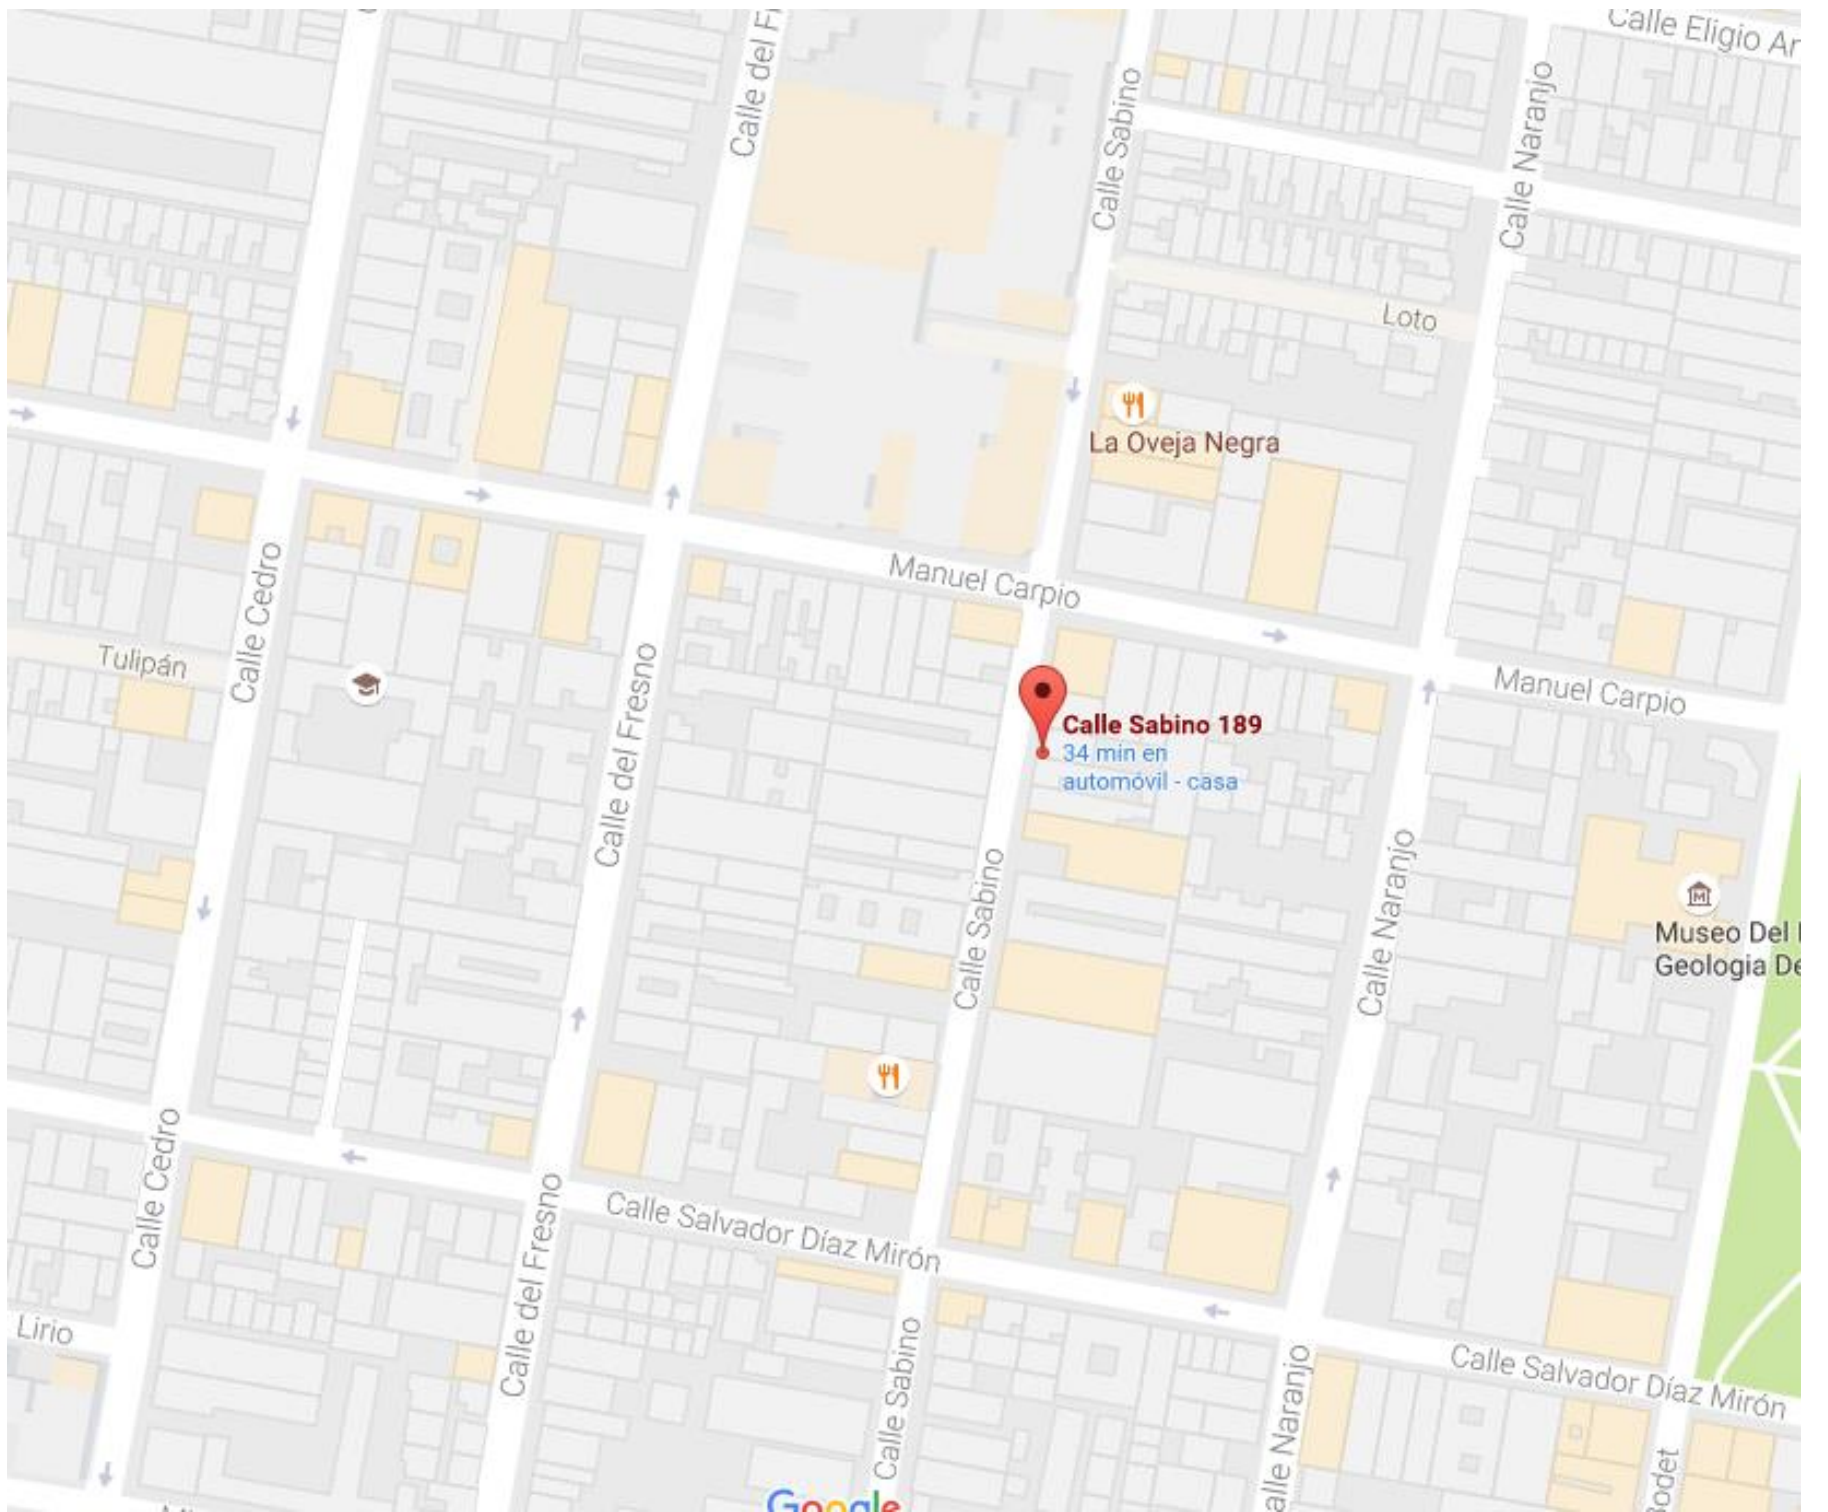 Calle Eligio Ar
Calle del F
Calle Sabino
Calle Naranjo
Loto
La Oveja Negra
Manuel Carpio
Calle Cedro
Tulipán
Calle del Fresno
Manuel Carpio
Calle Sabino 189
34 min en
automóvil - casa
Calle Sabino
Calle Naranjo
Museo Del
Geologia De
Calle Cedro
Calle del Fresno
Calle Salvador Díaz Mirón
Lirio
Calle Sabino
alle Naranjo
Calle Salvador Díaz Mirón
odet
Google